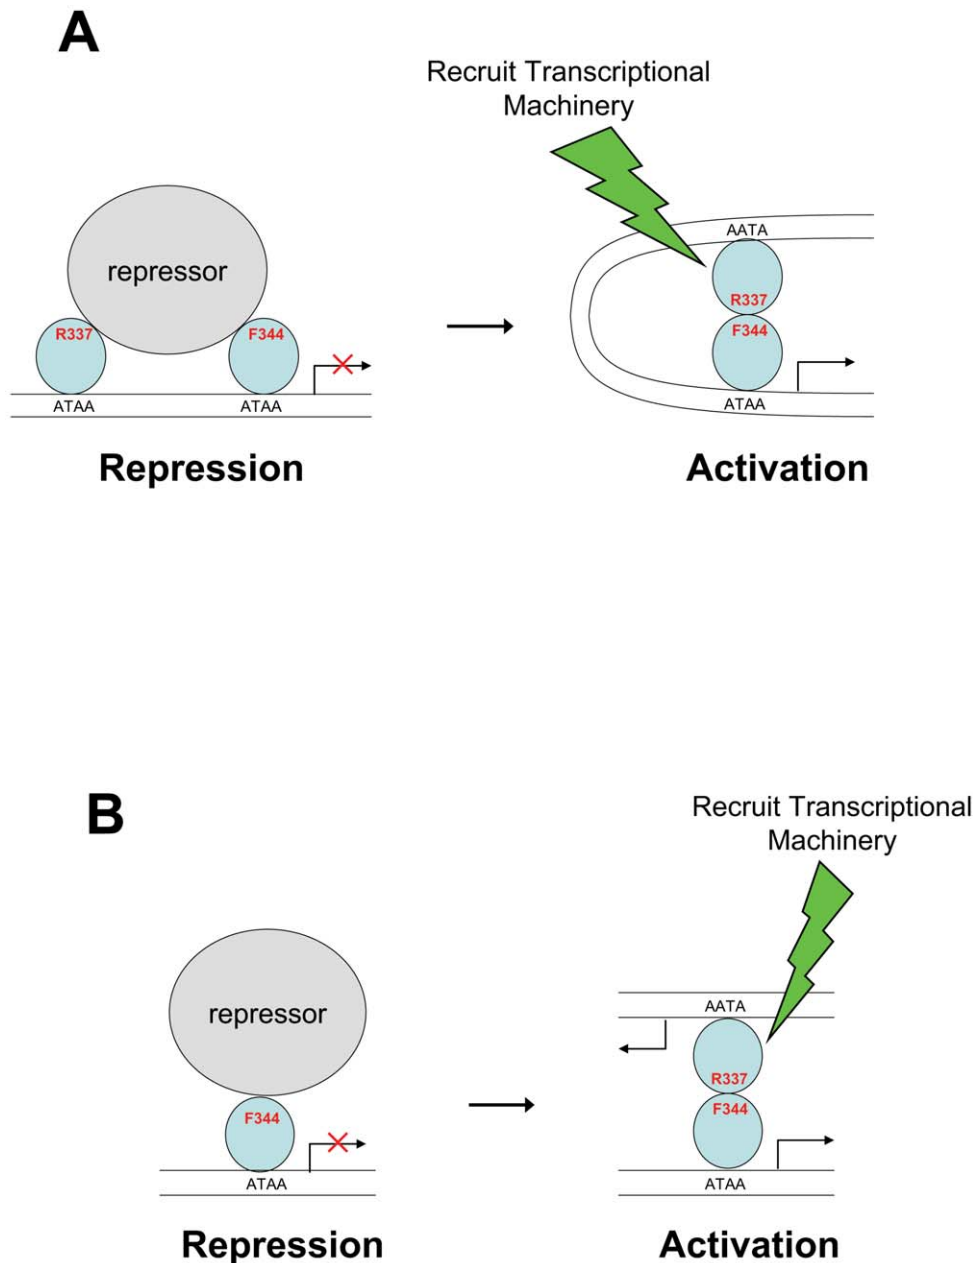 A
Recruit Transcriptional
Machinery
repressor
R337
F344
ATAA
ATAA
Repression
AATA
R337
F344
ATAA
Activation
B
Recruit Transcriptional
Machinery
repressor
F344
ATAA
Repression
AATA
R337
F344
ATAA
Activation